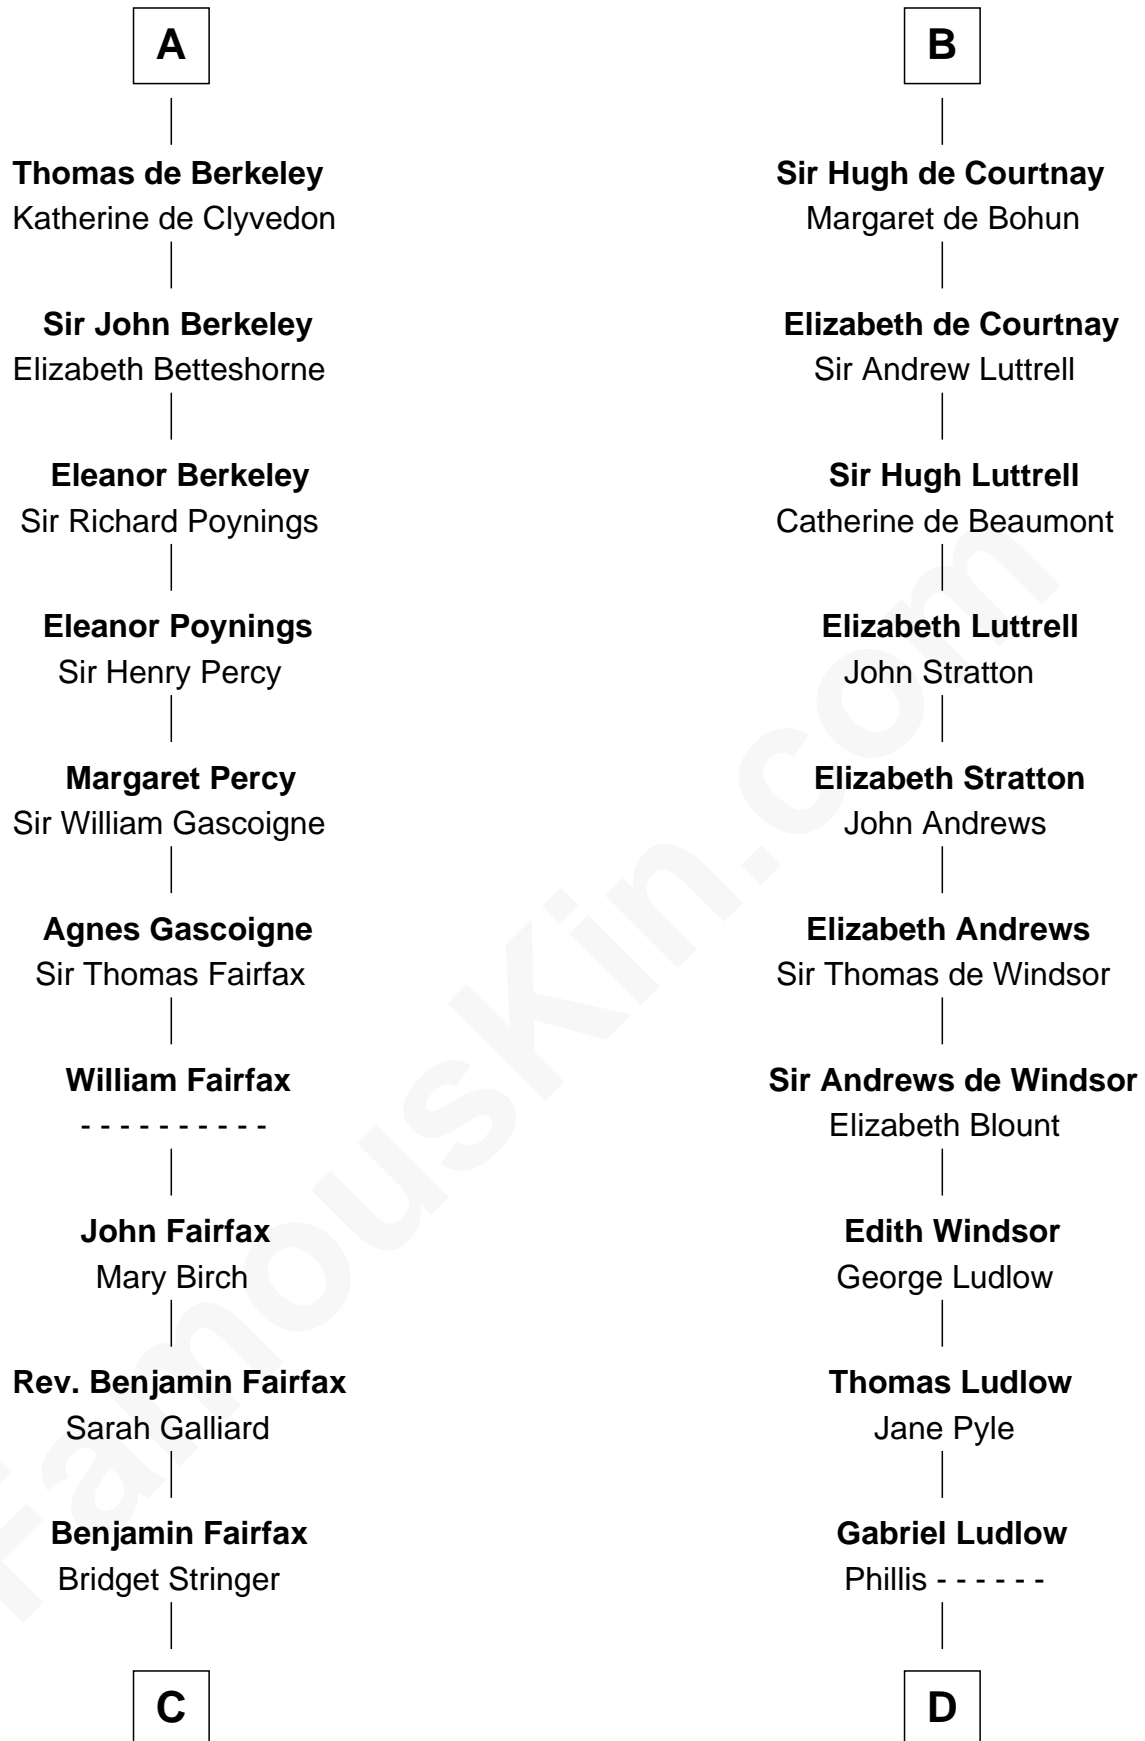 A
Thomas de Berkeley
Katherine de Clyvedon
Sir John Berkeley
Elizabeth Betteshorne
Eleanor Berkeley
Sir Richard Poynings
Eleanor Poynings
Sir Henry Percy
Margaret Percy
Sir William Gascoigne
Agnes Gascoigne
Sir Thomas Fairfax
William Fairfax
- - - - - - - - - -
John Fairfax
Mary Birch
Rev. Benjamin Fairfax
Sarah Galliard
Benjamin Fairfax
Bridget Stringer
C
B
Sir Hugh de Courtnay
Margaret de Bohun
Elizabeth de Courtnay
Sir Andrew Luttrell
Sir Hugh Luttrell
Catherine de Beaumont
Elizabeth Luttrell
John Stratton
Elizabeth Stratton
John Andrews
Elizabeth Andrews
Sir Thomas de Windsor
Sir Andrews de Windsor
Elizabeth Blount
Edith Windsor
George Ludlow
Thomas Ludlow
Jane Pyle
Gabriel Ludlow
Phillis - - - - - -
D
FamousKin.com